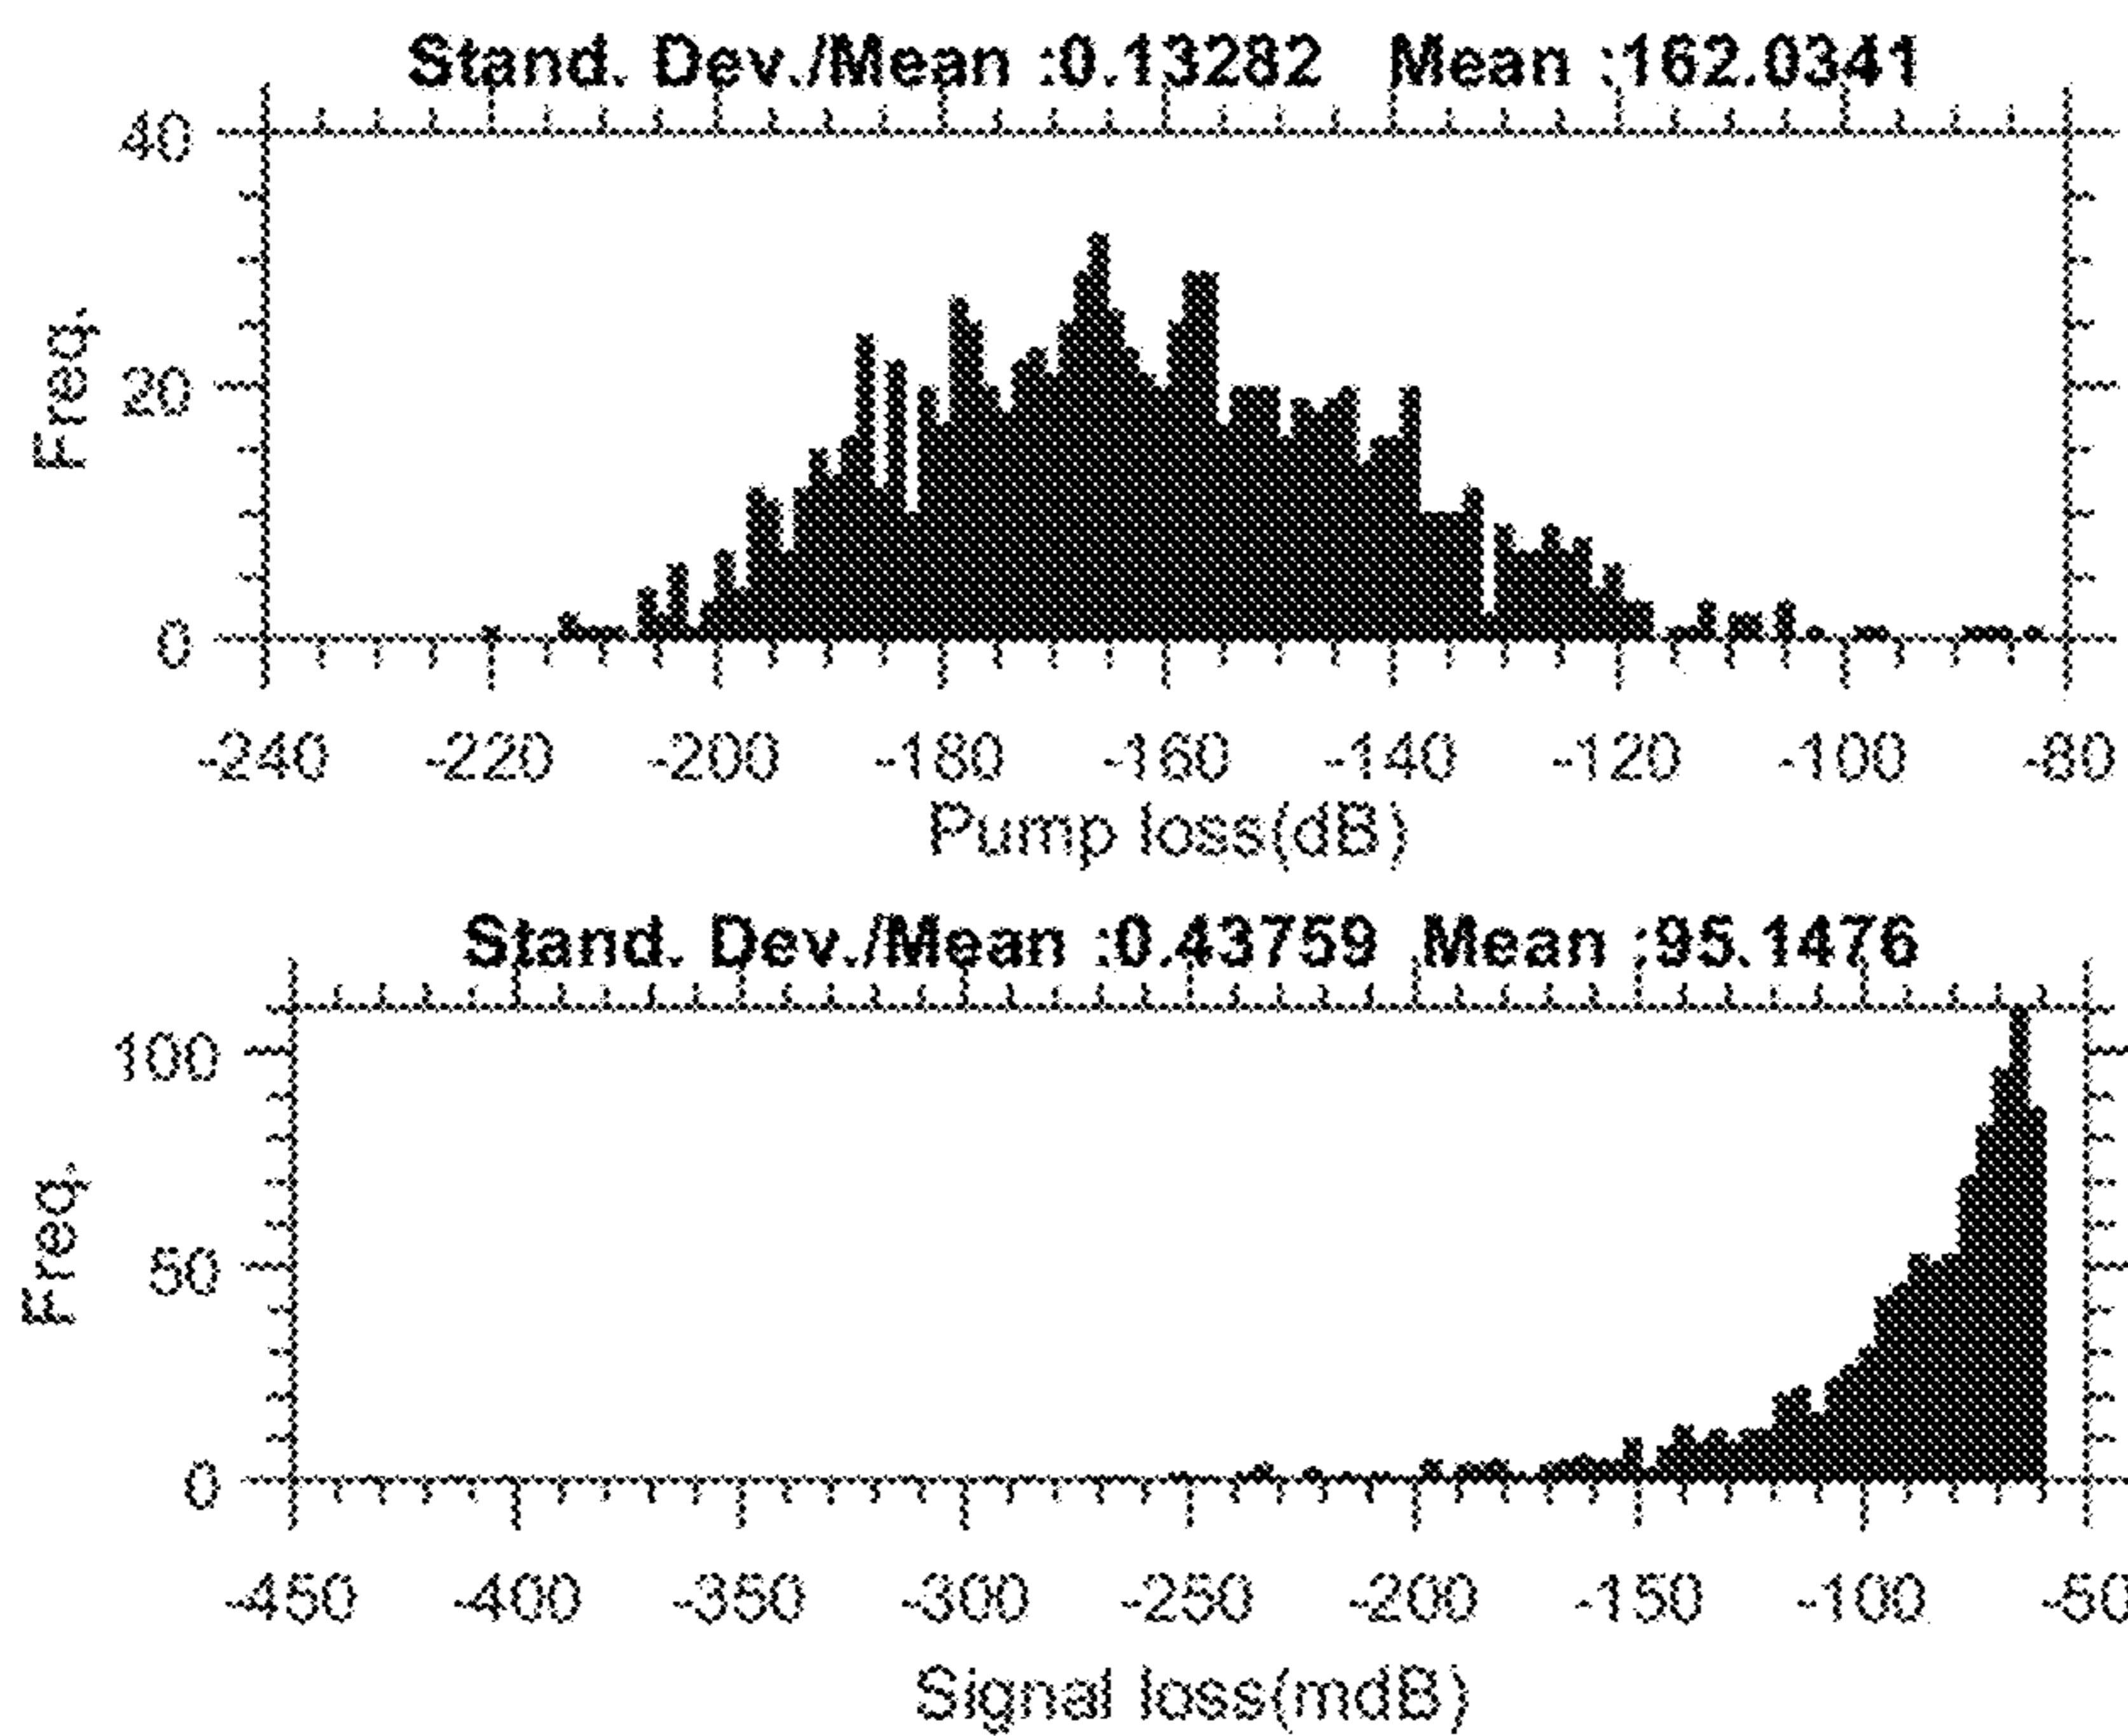 Stand. Dev./Mean :0.13282 Mean :162.0341
40
20
0
Freq.
-240 -220 -200 -180 -160 -140 -120 -100 -80
Pump loss(dB)
Stand. Dev./Mean :0.43759 Mean :95.1476
100
50
0
Freq.
-450 -400 -350 -300 -250 -200 -150 -100 -50
Signal loss(mdB)